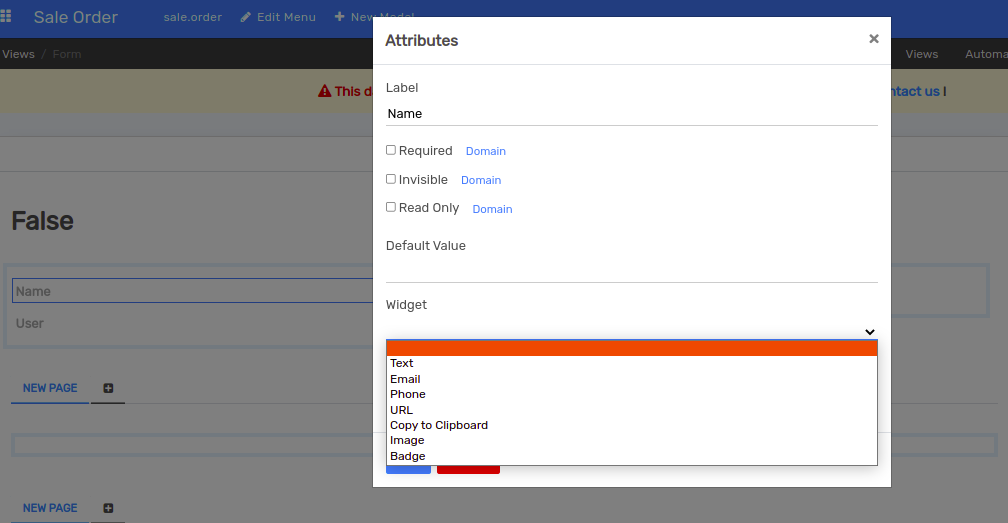 Sale Order
sale.order
Edit Menu
New Model
Views / Form
Views
Automa
This d
ntact us !
False
Name
User
NEW PAGE
NEW PAGE
Attributes
×
Label
Name
Required Domain
Invisible Domain
Read Only Domain
Default Value
Widget
Text
Email
Phone
URL
Copy to Clipboard
Image
Badge